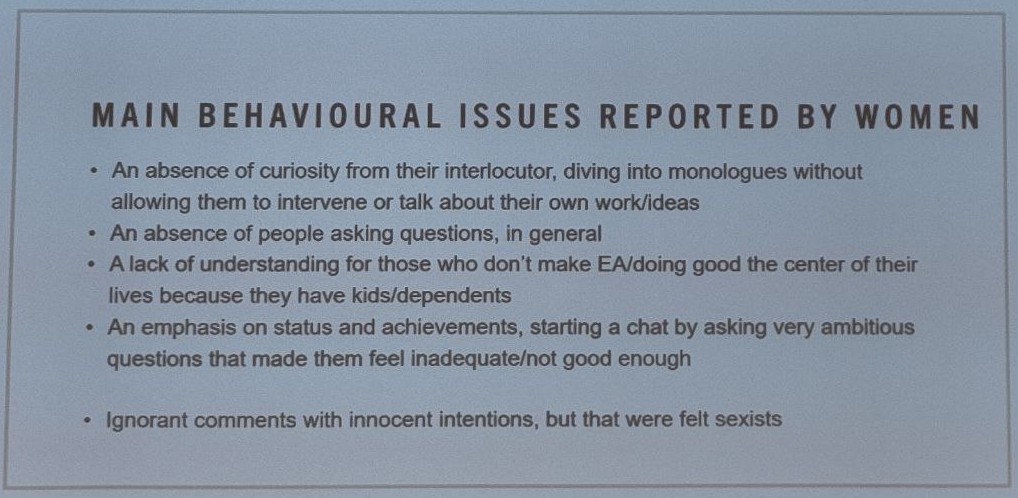 MAIN BEHAVIOURAL ISSUES REPORTED BY WOMEN
• An absence of curiosity from their interlocutor, diving into monologues without
allowing them to intervene or talk about their own work/ideas
• An absence of people asking questions, in general
• A lack of understanding for those who don't make EA/doing good the center of their
lives because they have kids/dependents
• An emphasis on status and achievements, starting a chat by asking very ambitious
questions that made them feel inadequate/not good enough
• Ignorant comments with innocent intentions, but that were felt sexists